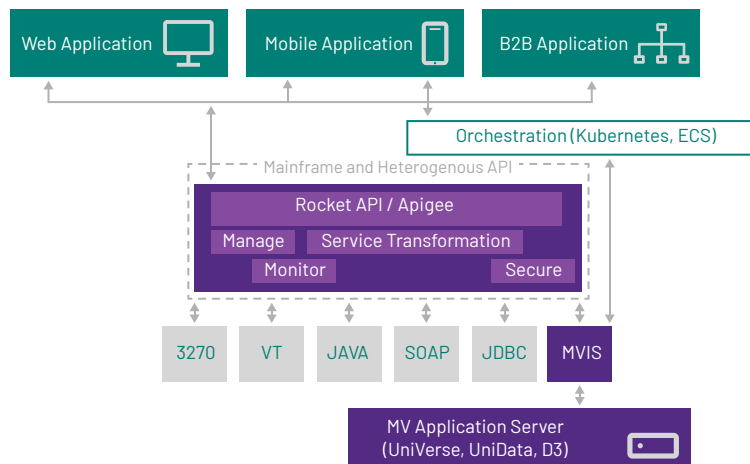 Web Application
Mobile Application
B2B Application
Orchestration (Kubernetes, ECS)
Mainframe and Heterogenous API
Rocket API / Apigee
Manage
Service Transformation
Monitor
Secure
3270
VT
JAVA
SOAP
JDBC
MVIS
MV Application Server
(UniVerse, UniData, D3)